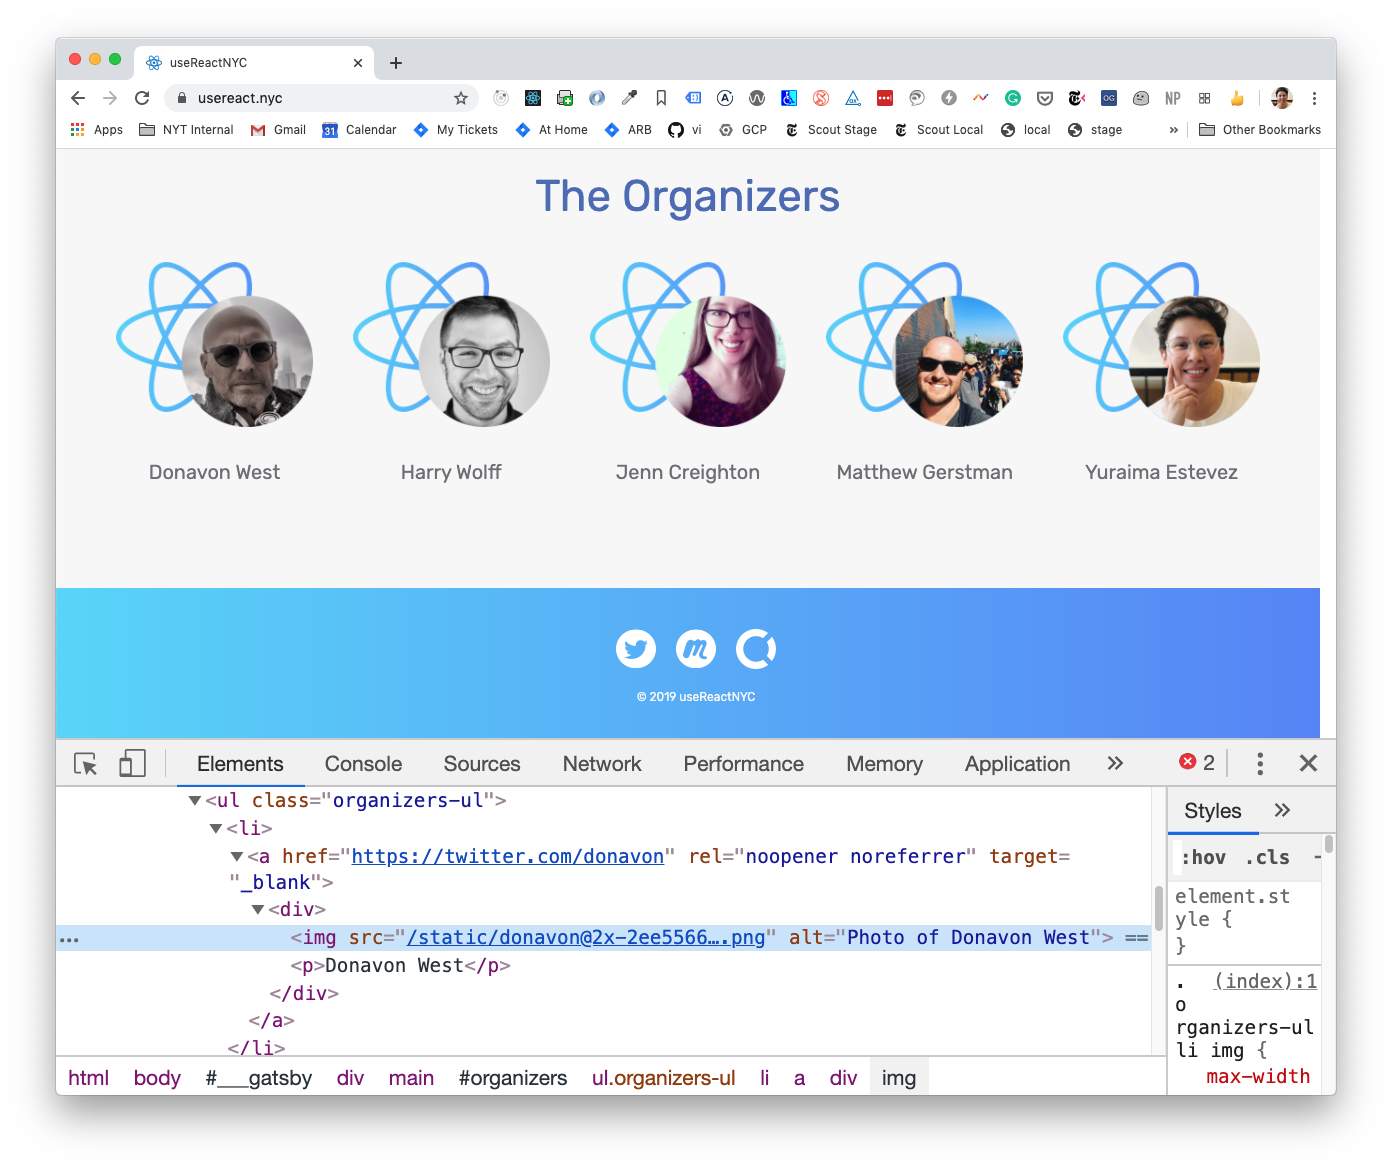 useReactNYC
usereact.nyc
Apps NYT Internal Gmail 31 Calendar My Tickets At Home ARB vi GCP Scout Stage Scout Local local stage » Other Bookmarks
The Organizers
Donavon West Harry Wolff Jenn Creighton Matthew Gerstman Yuraima Estevez
© 2019 useReactNYC
Elements Console Sources Network Performance Memory Application » 2
<ul class="organizers-ul">
<li>
<a href="https://twitter.com/donavon" rel="noopener noreferrer" target=
"_blank">
<div>
… <img src="/static/donavon@2x-2ee5566….png" alt="Photo of Donavon West"> ==
<p>Donavon West</p>
</div>
</a>
</li>
html body #___gatsby div main #organizers ul.organizers-ul li a div img
Styles »
:hov .cls
element.st
yle {
}
. (index):1
o
rganizers-ul
li img {
max-width